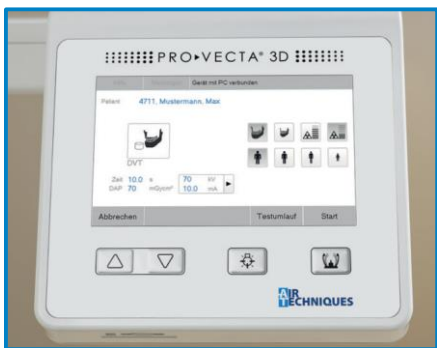 PRO▸VECTA® 3D
Gerät mit PC verbunden
Patient 4711, Mustermann, Max
DVT
Zeit 10.0 s 70 kV
DAP 70 mGycm² 10.0 mA
Abbrechen Testumlauf Start
AIR
TECHNIQUES